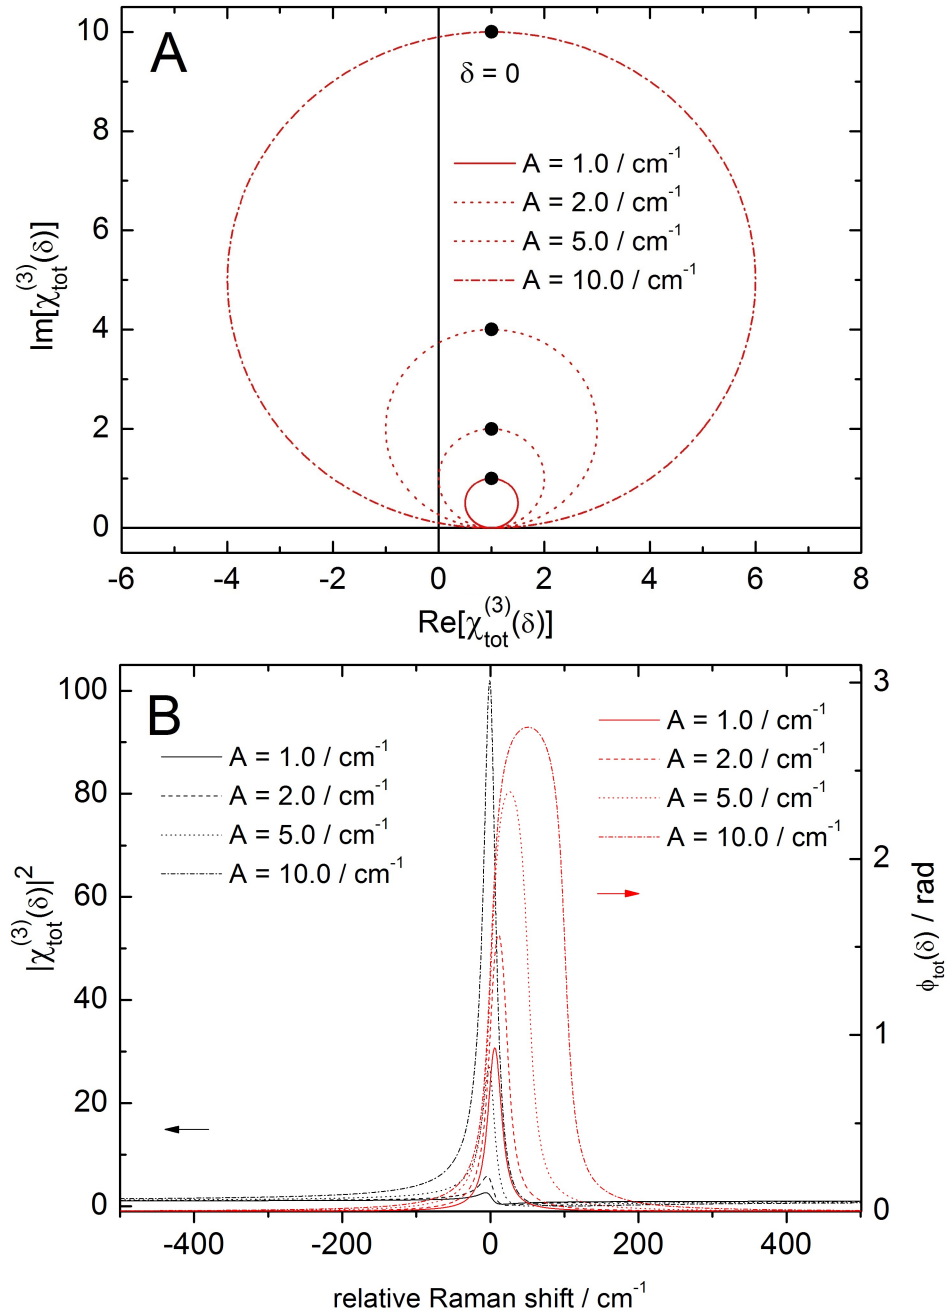 A
10
8
6
4
2
0
δ = 0
A = 1.0 / cm⁻¹
A = 2.0 / cm⁻¹
A = 5.0 / cm⁻¹
A = 10.0 / cm⁻¹
Im[χ_tot^(3)(δ)]
-6 -4 -2 0 2 4 6 8
Re[χ_tot^(3)(δ)]
B
100
80
60
40
20
0
A = 1.0 / cm⁻¹
A = 2.0 / cm⁻¹
A = 5.0 / cm⁻¹
A = 10.0 / cm⁻¹
|χ_tot^(3)(δ)|²
A = 1.0 / cm⁻¹
A = 2.0 / cm⁻¹
A = 5.0 / cm⁻¹
A = 10.0 / cm⁻¹
3
2
1
0
ϕ_tot(δ) / rad
-400 -200 0 200 400
relative Raman shift / cm⁻¹